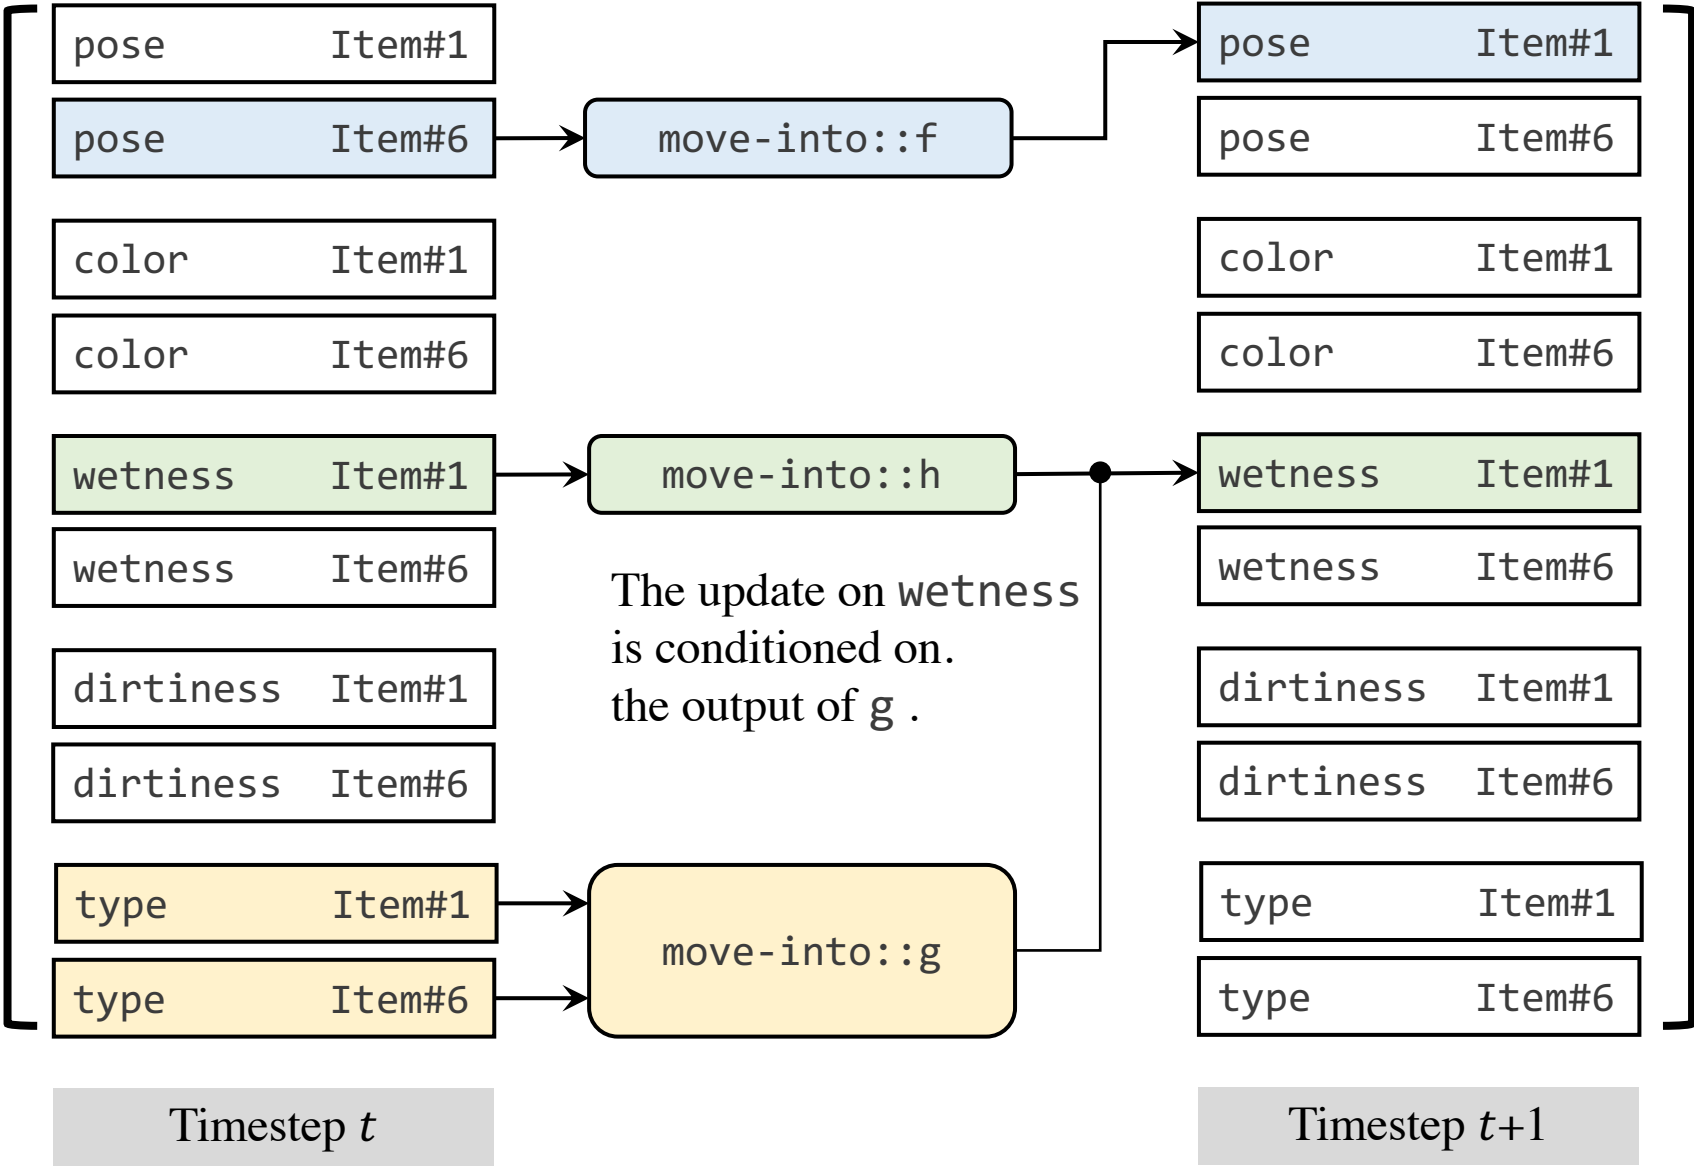 pose Item#1
pose Item#6
color Item#1
color Item#6
wetness Item#1
wetness Item#6
dirtiness Item#1
dirtiness Item#6
type Item#1
type Item#6
Timestep t
move-into::f
move-into::h
The update on wetness
is conditioned on.
the output of g .
move-into::g
pose Item#1
pose Item#6
color Item#1
color Item#6
wetness Item#1
wetness Item#6
dirtiness Item#1
dirtiness Item#6
type Item#1
type Item#6
Timestep t+1